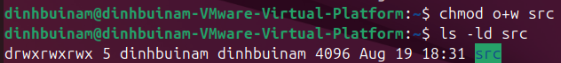 dinhbuinam@dinhbuinam-VMware-Virtual-Platform:~$ chmod o+w src
dinhbuinam@dinhbuinam-VMware-Virtual-Platform:~$ ls -ld src
drwxrwxrwx 5 dinhbuinam dinhbuinam 4096 Aug 19 18:31 src